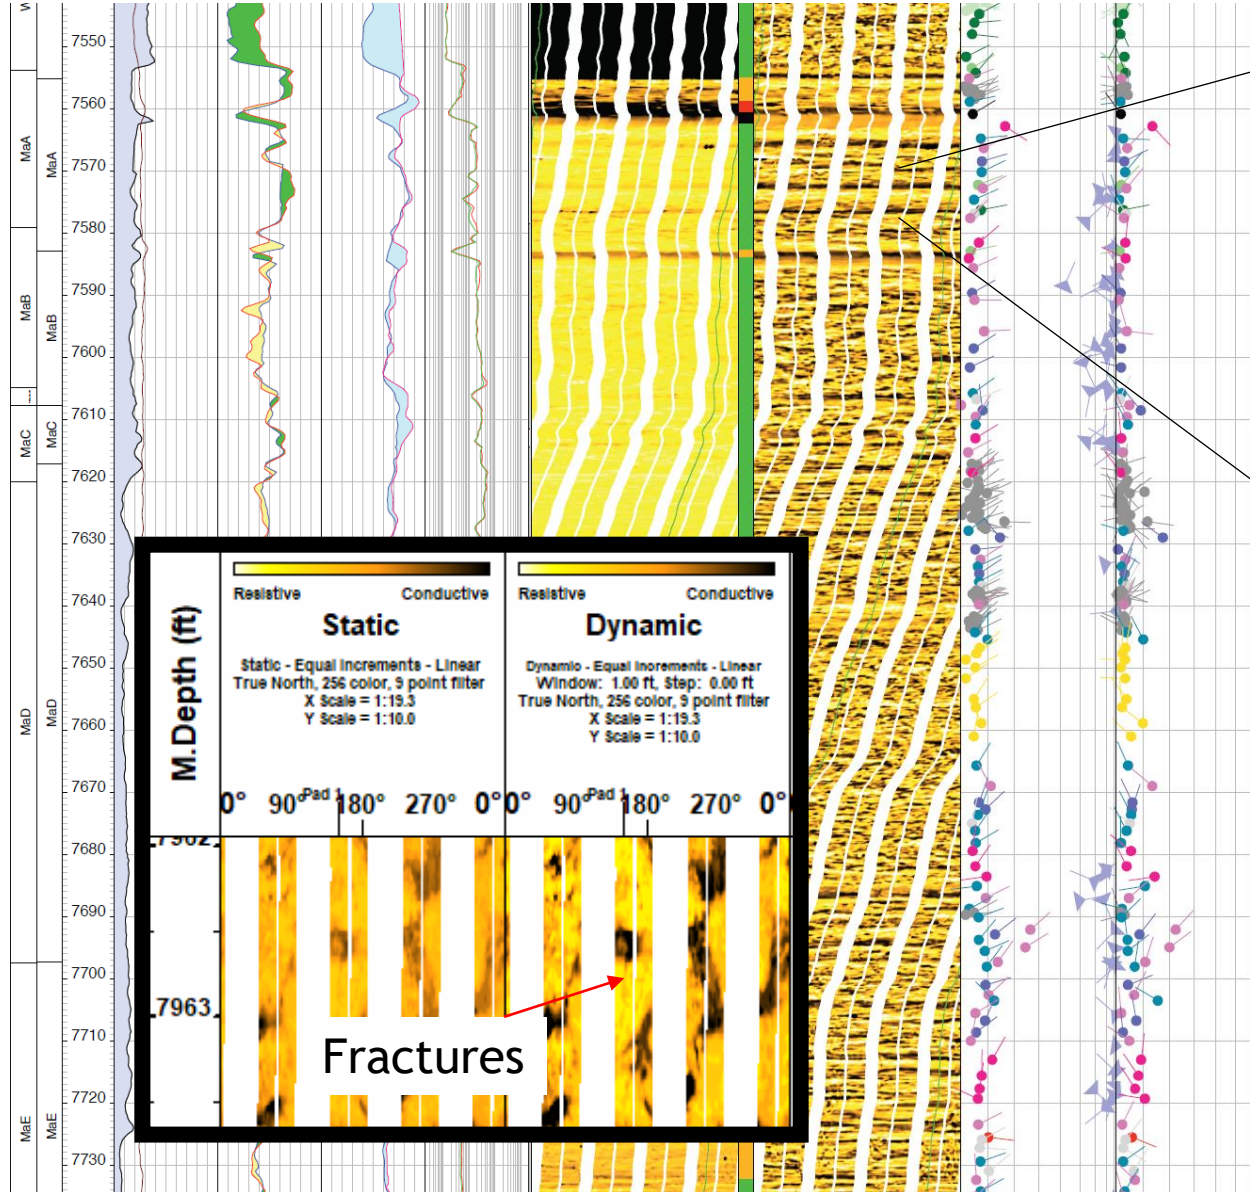 W
7550
7560
MaA
MaA
7570
7580
7590
MaB
MaB
7600
7610
MaC
MaC
7620
7630
7640
7650
MaD
MaD
7660
7670
7680
7690
7700
7710
7720
MaE
MaE
7730
M.Depth (ft)
Resistive Conductive
Static
Static - Equal Increments - Linear
True North, 256 color, 9 point filter
X Scale = 1:19.3
Y Scale = 1:10.0
0° 90° Pad 1 180° 270° 0°
Resistive Conductive
Dynamic
Dynamic - Equal Increments - Linear
Window: 1.00 ft, Step: 0.00 ft
True North, 256 color, 9 point filter
X Scale = 1:19.3
Y Scale = 1:10.0
0° 90° Pad 1 180° 270° 0°
7962
7963
Fractures